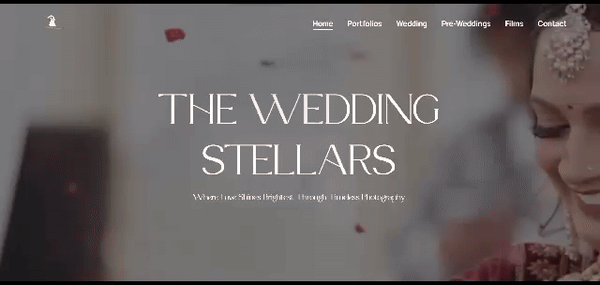 Home Portfolios Wedding Pre-Weddings Films Contact
THE WEDDING
STELLARS
Where Love Shines Brightest, Through Timeless Photography